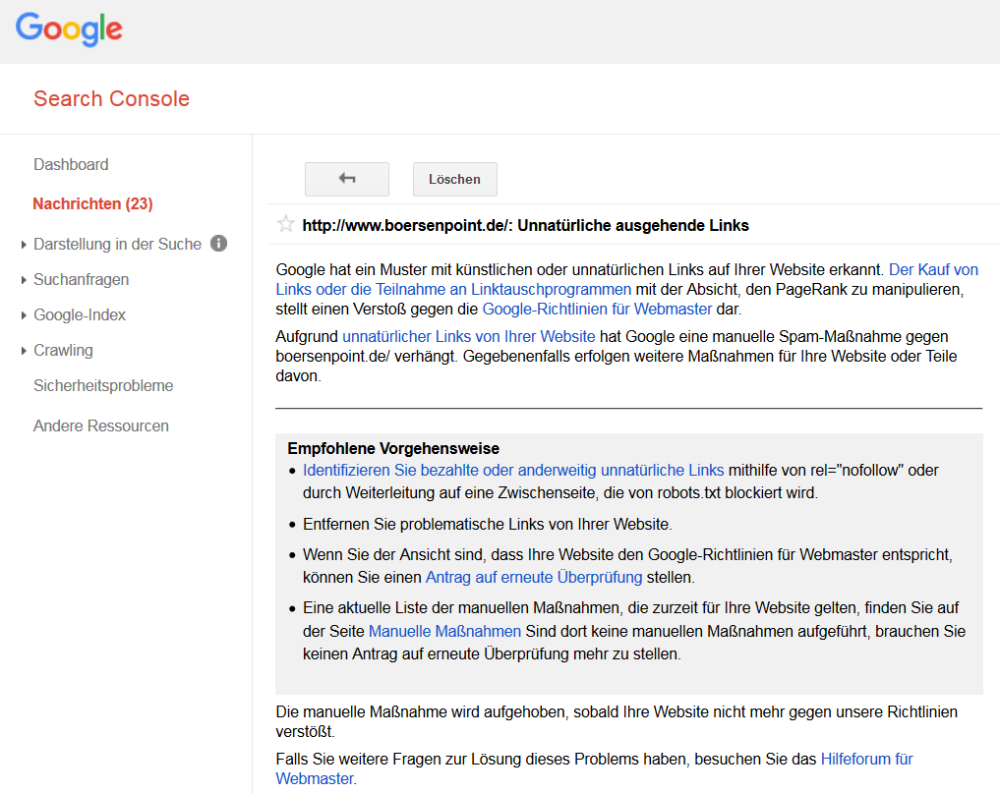 Google
Search Console
Dashboard
Nachrichten (23)
Darstellung in der Suche
Suchanfragen
Google-Index
Crawling
Sicherheitsprobleme
Andere Ressourcen
Löschen
http://www.boersenpoint.de/: Unnatürliche ausgehende Links
Google hat ein Muster mit künstlichen oder unnatürlichen Links auf Ihrer Website erkannt. Der Kauf von
Links oder die Teilnahme an Linktauschprogrammen mit der Absicht, den PageRank zu manipulieren,
stellt einen Verstoß gegen die Google-Richtlinien für Webmaster dar.
Aufgrund unnatürlicher Links von Ihrer Website hat Google eine manuelle Spam-Maßnahme gegen
boersenpoint.de/ verhängt. Gegebenenfalls erfolgen weitere Maßnahmen für Ihre Website oder Teile
davon.
Empfohlene Vorgehensweise
• Identifizieren Sie bezahlte oder anderweitig unnatürliche Links mithilfe von rel="nofollow" oder
durch Weiterleitung auf eine Zwischenseite, die von robots.txt blockiert wird.
• Entfernen Sie problematische Links von Ihrer Website.
• Wenn Sie der Ansicht sind, dass Ihre Website den Google-Richtlinien für Webmaster entspricht,
können Sie einen Antrag auf erneute Überprüfung stellen.
• Eine aktuelle Liste der manuellen Maßnahmen, die zurzeit für Ihre Website gelten, finden Sie auf
der Seite Manuelle Maßnahmen Sind dort keine manuellen Maßnahmen aufgeführt, brauchen Sie
keinen Antrag auf erneute Überprüfung mehr zu stellen.
Die manuelle Maßnahme wird aufgehoben, sobald Ihre Website nicht mehr gegen unsere Richtlinien
verstößt.
Falls Sie weitere Fragen zur Lösung dieses Problems haben, besuchen Sie das Hilfeforum für
Webmaster.